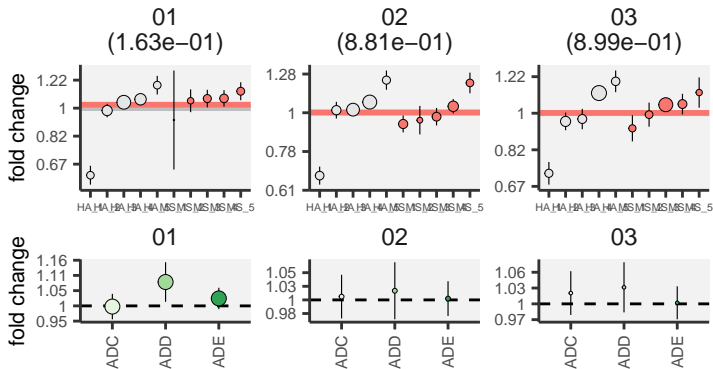 01
(1.63e−01)
02
(8.81e−01)
03
(8.99e−01)
fold change
1.22
1
0.82
0.67
1.28
1
0.78
0.61
1.22
1
0.82
0.67
01
02
03
fold change
1.16
1.11
1.05
1
0.95
1.05
1.03
1
0.98
1.06
1.03
1
0.97
ADC
ADD
ADE
ADC
ADD
ADE
ADC
ADD
ADE